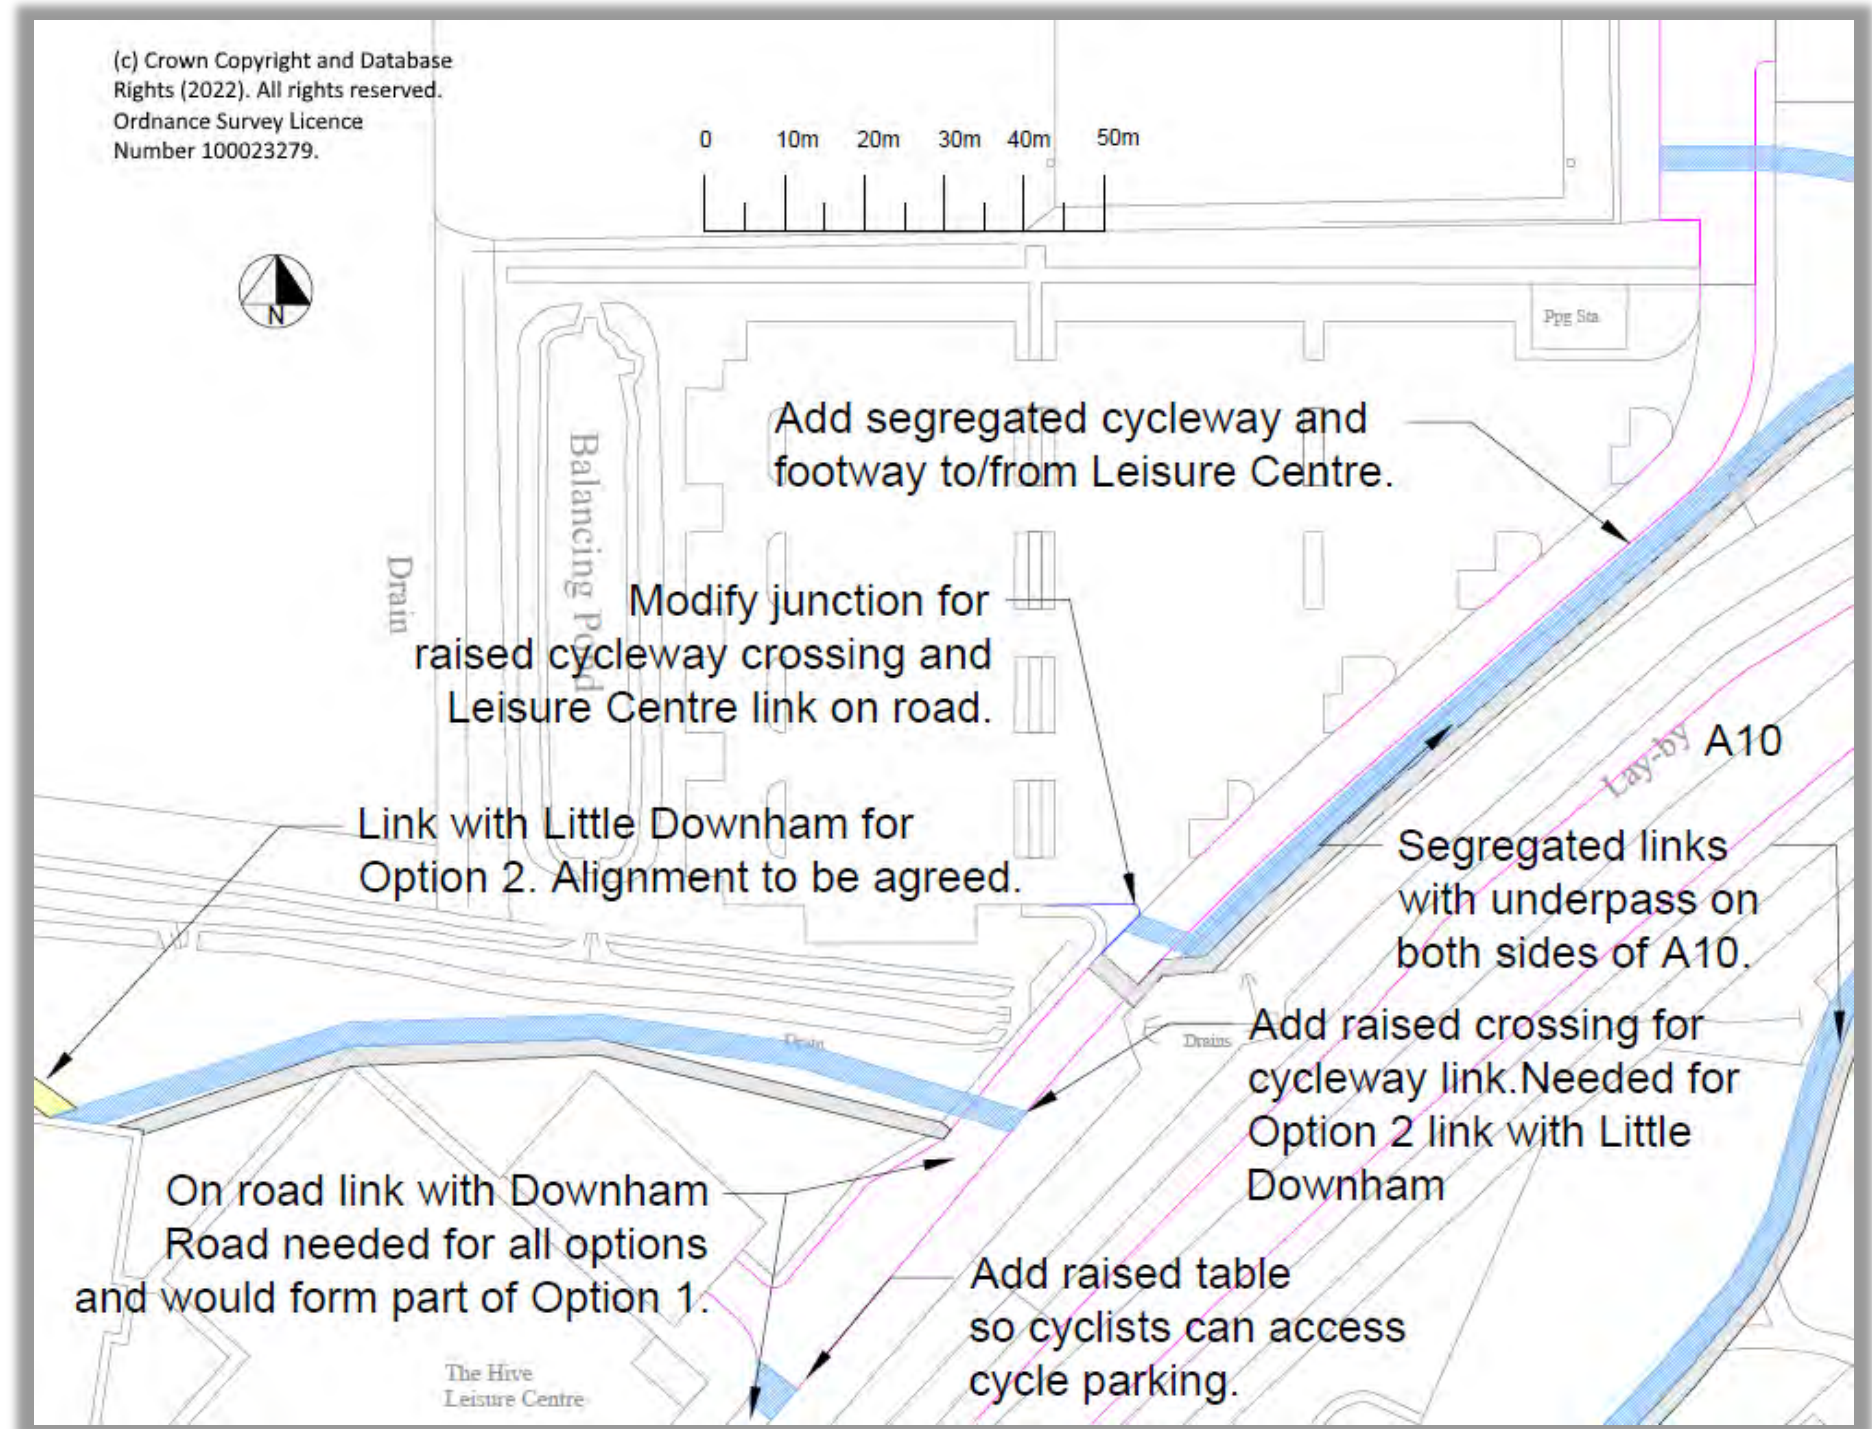 (c) Crown Copyright and Database
Rights (2022). All rights reserved.
Ordnance Survey Licence
Number 100023279.
0 10m 20m 30m 40m 50m
N
Ppg Sta
Add segregated cycleway and
footway to/from Leisure Centre.
Balancing Pond
Drain
Modify junction for
raised cycleway crossing and
Leisure Centre link on road.
Lay-by
A10
Link with Little Downham for
Option 2. Alignment to be agreed.
Segregated links
with underpass on
both sides of A10.
Drain
Drains
Add raised crossing for
cycleway link.Needed for
Option 2 link with Little
Downham
On road link with Downham
Road needed for all options
and would form part of Option 1.
Add raised table
so cyclists can access
cycle parking.
The Hive
Leisure Centre